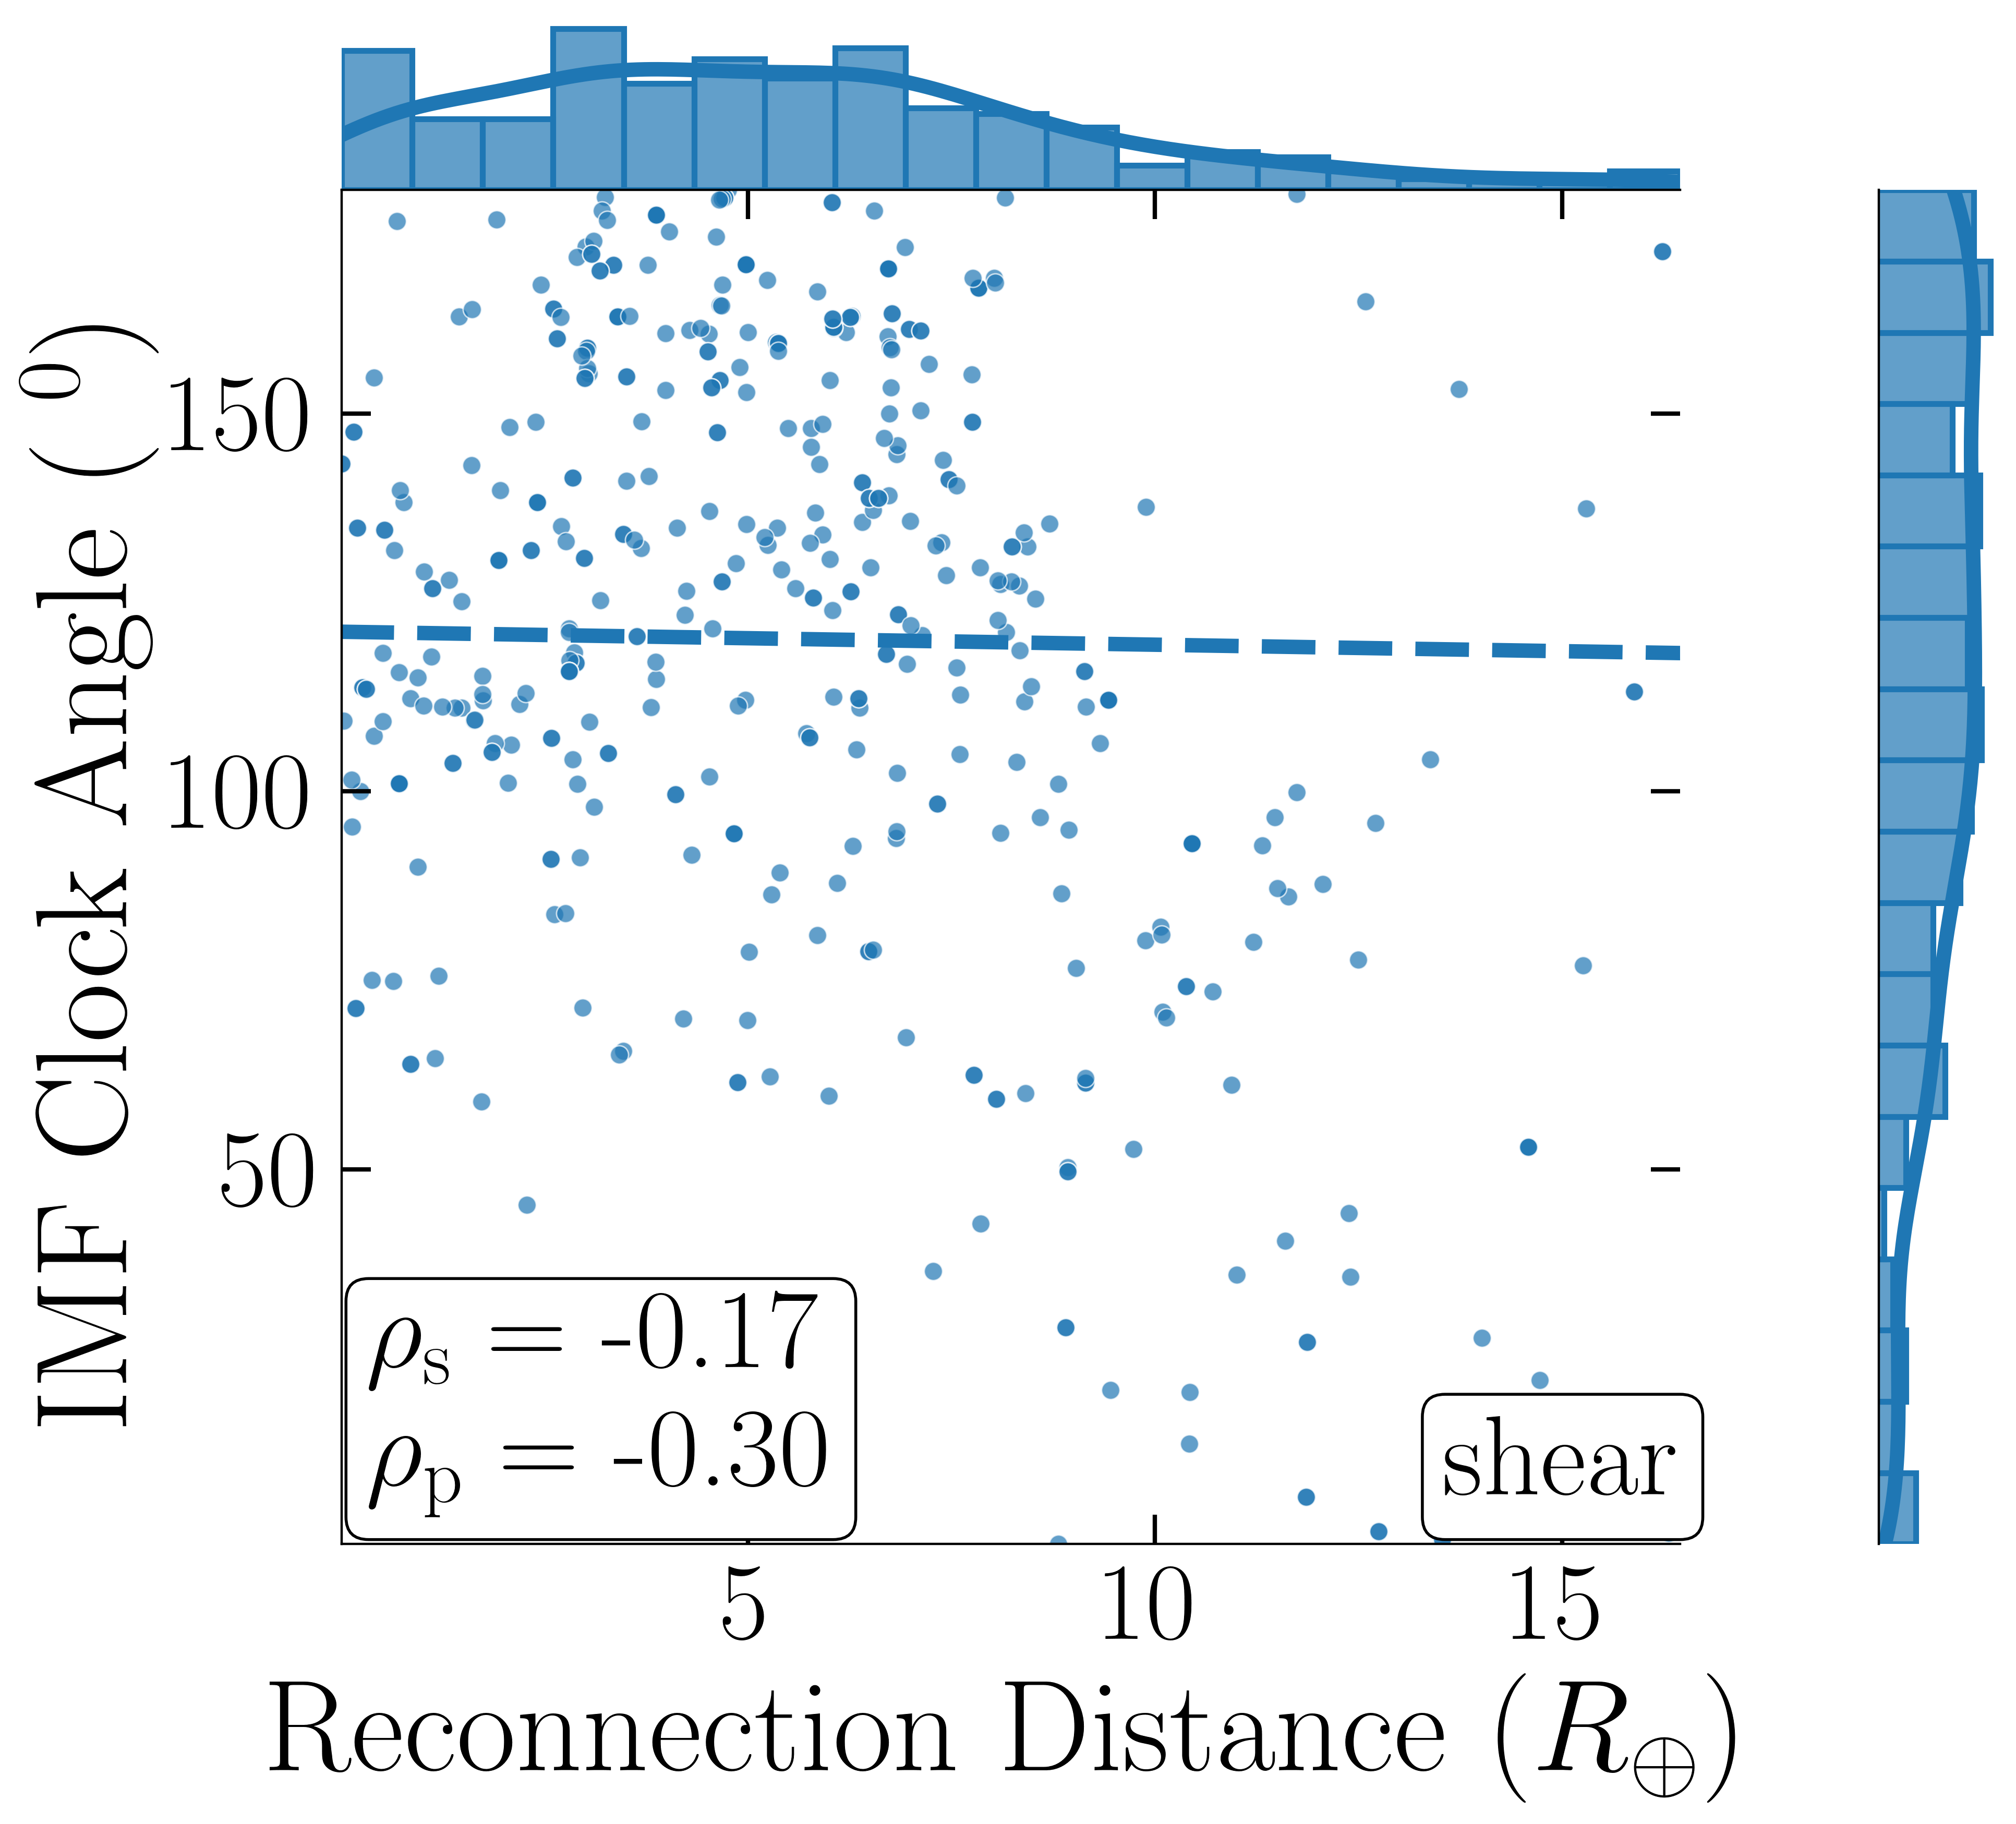 IMF Clock Angle (⁰)
150
100
50
ρₛ = -0.17
ρₚ = -0.30
shear
5 10 15
Reconnection Distance (R⊕)